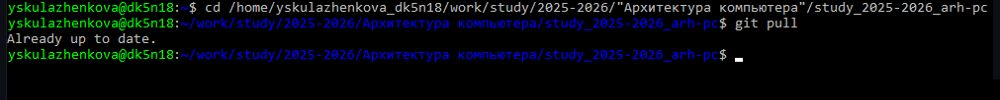 yskulazhenkova@dk5n18:~$ cd /home/yskulazhenkova_dk5n18/work/study/2025-2026/"Архитектура компьютера"/study_2025-2026_arh-pc
yskulazhenkova@dk5n18:~/work/study/2025-2026/Архитектура компьютера/study_2025-2026_arh-pc$ git pull
Already up to date.
yskulazhenkova@dk5n18:~/work/study/2025-2026/Архитектура компьютера/study_2025-2026_arh-pc$